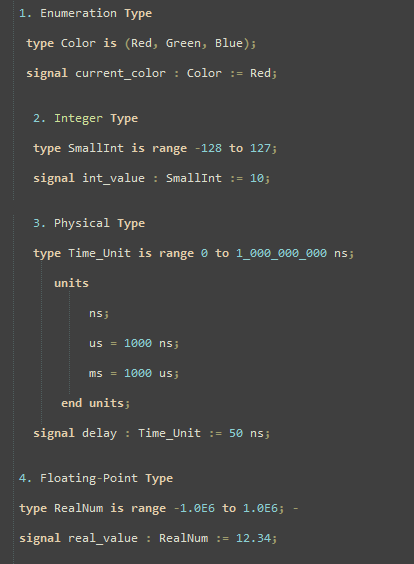 1. Enumeration Type
type Color is (Red, Green, Blue);
signal current_color : Color := Red;
2. Integer Type
type SmallInt is range -128 to 127;
signal int_value : SmallInt := 10;
3. Physical Type
type Time_Unit is range 0 to 1_000_000_000 ns;
units
ns;
us = 1000 ns;
ms = 1000 us;
end units;
signal delay : Time_Unit := 50 ns;
4. Floating-Point Type
type RealNum is range -1.0E6 to 1.0E6; -
signal real_value : RealNum := 12.34;